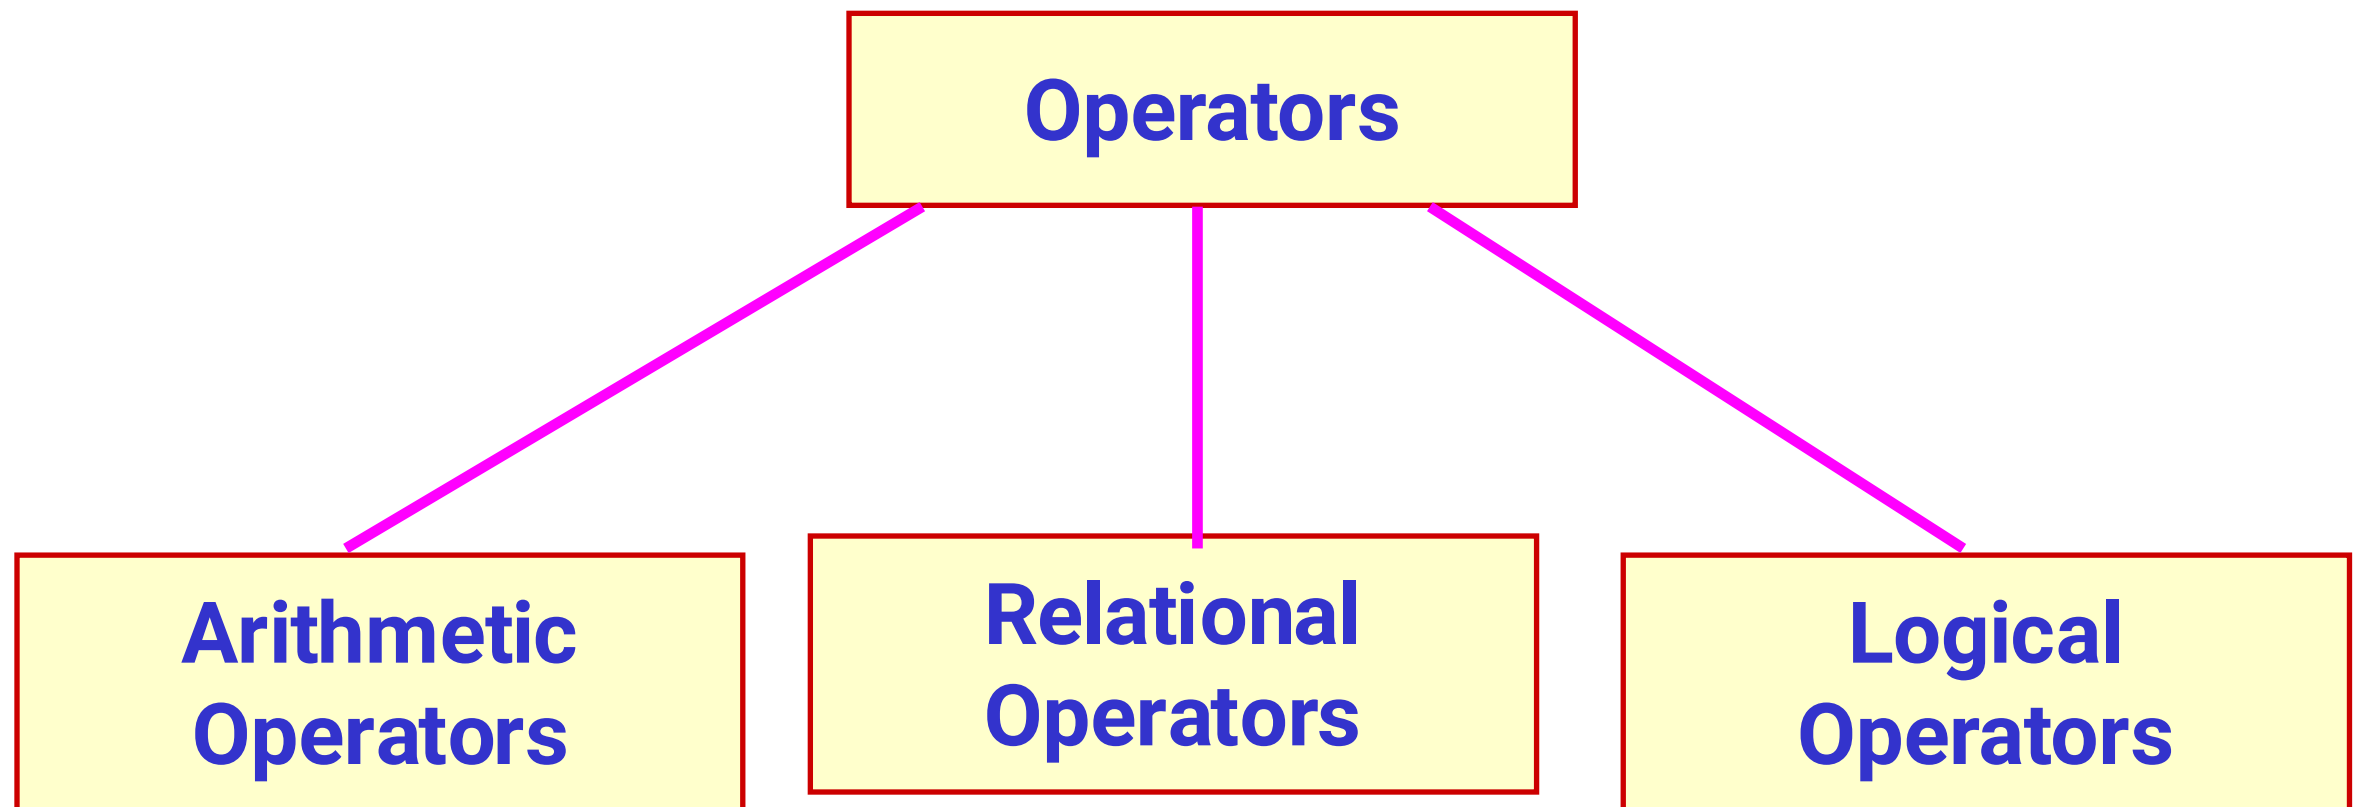 Operators
Arithmetic
Operators
Relational
Operators
Logical
Operators